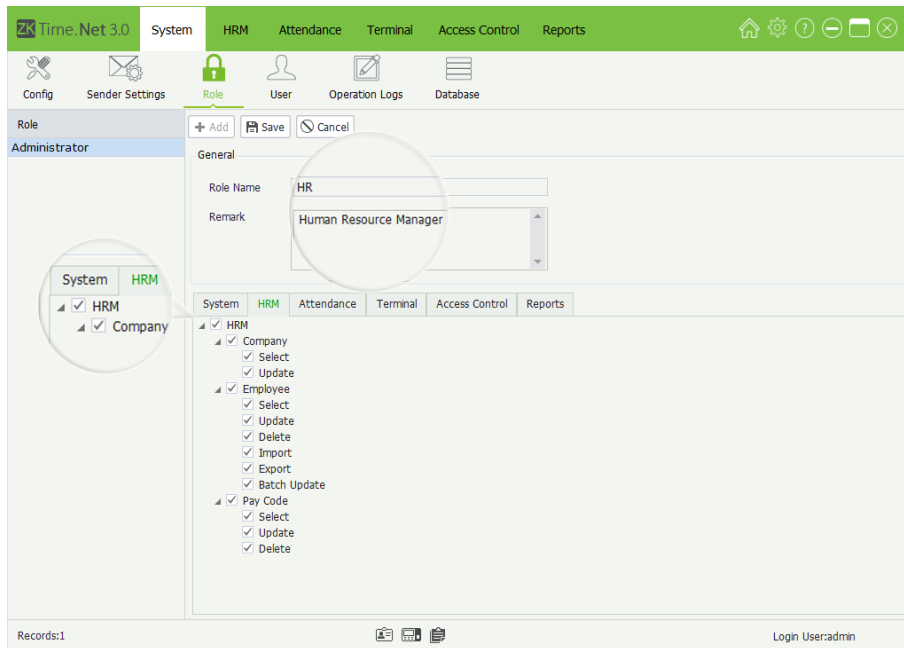 ZK Time.Net 3.0 System HRM Attendance Terminal Access Control Reports
Config Sender Settings Role User Operation Logs Database
Role
Administrator
+ Add Save Cancel
General
Role Name HR
Remark Human Resource Manager
System HRM
HRM
Company
System HRM Attendance Terminal Access Control Reports
HRM
Company
Select
Update
Employee
Select
Update
Delete
Import
Export
Batch Update
Pay Code
Select
Update
Delete
Records:1 Login User:admin